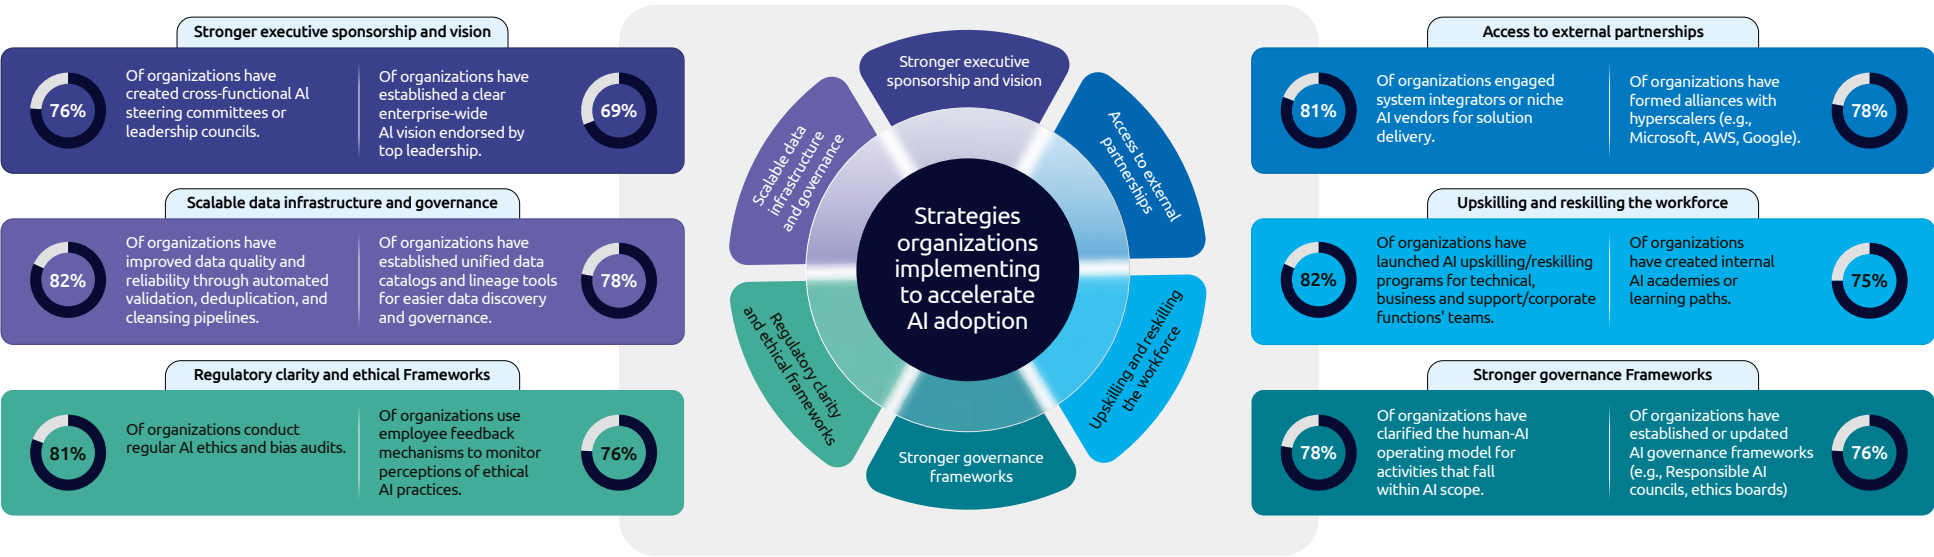 Stronger executive sponsorship and vision
76%
Of organizations have
created cross-functional AI
steering committees or
leadership councils.
Of organizations have
established a clear
enterprise-wide
AI vision endorsed by
top leadership.
69%
Scalable data infrastructure and governance
82%
Of organizations have
improved data quality and
reliability through automated
validation, deduplication, and
cleansing pipelines.
Of organizations have
established unified data
catalogs and lineage tools
for easier data discovery
and governance.
78%
Regulatory clarity and ethical Frameworks
81%
Of organizations conduct
regular AI ethics and bias audits.
Of organizations use
employee feedback
mechanisms to monitor
perceptions of ethical
AI practices.
76%
Stronger executive
sponsorship and vision
Access to external
partnerships
Upskilling and reskilling
the workforce
Stronger governance
frameworks
Regulatory clarity
and ethical frameworks
Scalable data
infrastructure
and governance
Strategies
organizations
implementing
to accelerate
AI adoption
Access to external partnerships
81%
Of organizations engaged
system integrators or niche
AI vendors for solution
delivery.
Of organizations have
formed alliances with
hyperscalers (e.g.,
Microsoft, AWS, Google).
78%
Upskilling and reskilling the workforce
82%
Of organizations have
launched AI upskilling/reskilling
programs for technical,
business and support/corporate
functions' teams.
Of organizations
have created internal
AI academies or
learning paths.
75%
Stronger governance Frameworks
78%
Of organizations have
clarified the human-AI
operating model for
activities that fall
within AI scope.
Of organizations have
established or updated
AI governance frameworks
(e.g., Responsible AI
councils, ethics boards)
76%